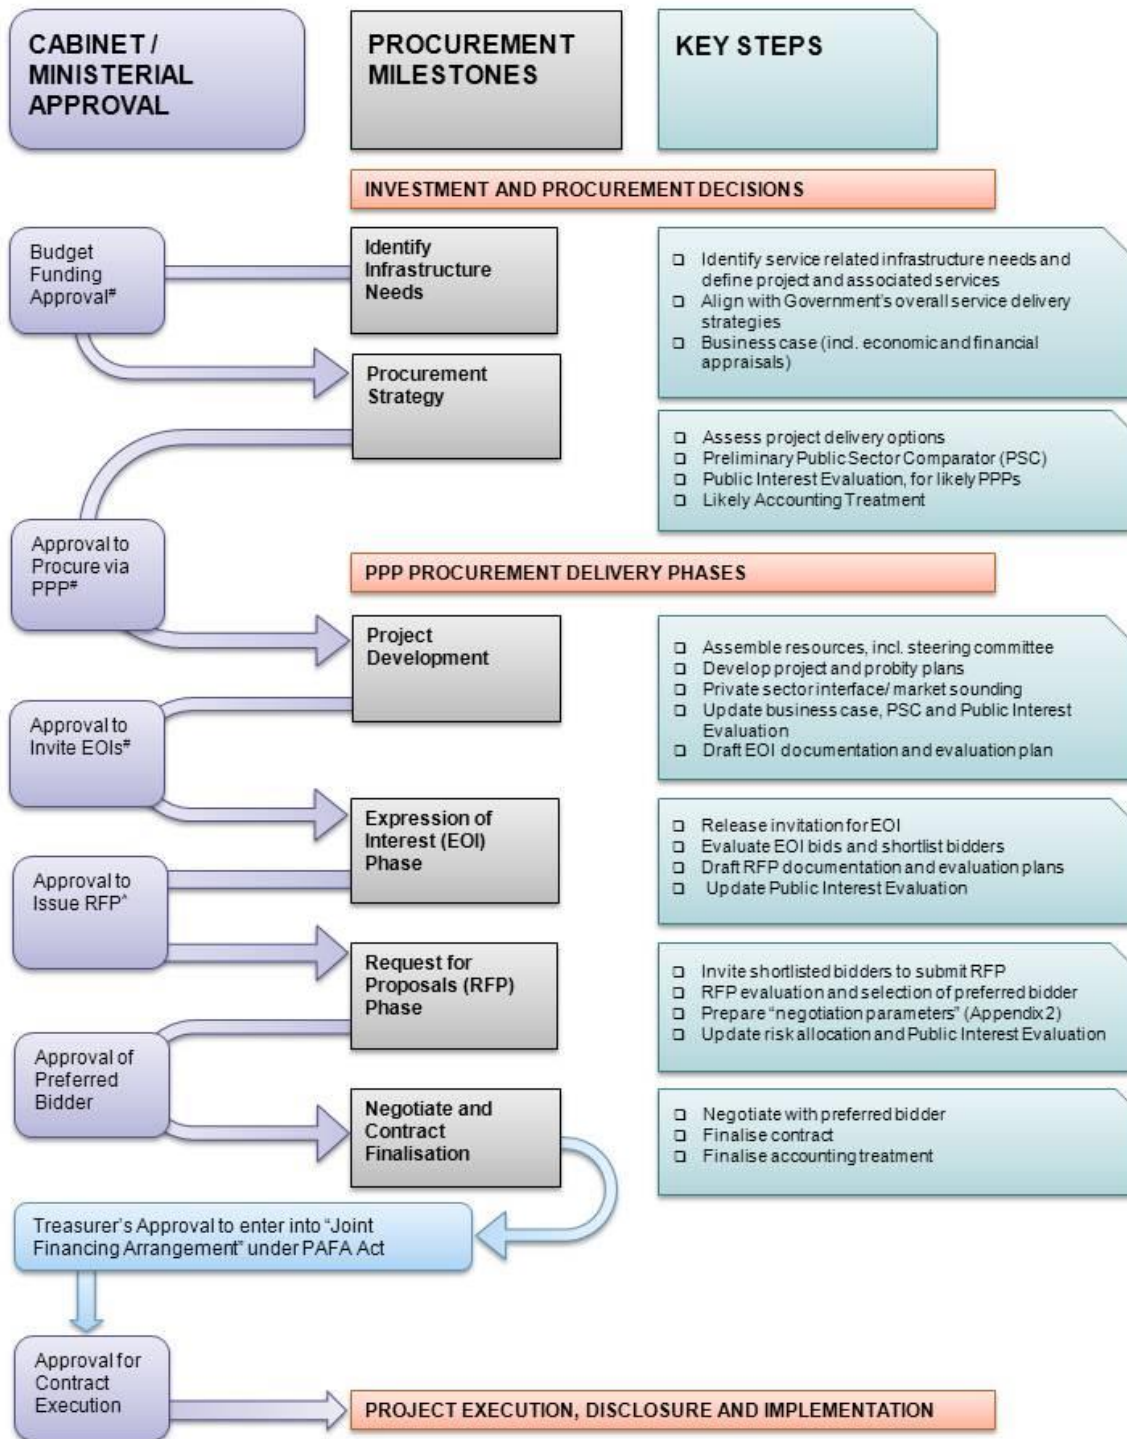 CABINET /
MINISTERIAL
APPROVAL
PROCUREMENT
MILESTONES
KEY STEPS
INVESTMENT AND PROCUREMENT DECISIONS
Budget
Funding
Approval#
Identify
Infrastructure
Needs
❑ Identify service related infrastructure needs and
define project and associated services
❑ Align with Government's overall service delivery
strategies
❑ Business case (incl. economic and financial
appraisals)
Procurement
Strategy
❑ Assess project delivery options
❑ Preliminary Public Sector Comparator (PSC)
❑ Public Interest Evaluation, for likely PPPs
❑ Likely Accounting Treatment
Approval to
Procure via
PPP#
PPP PROCUREMENT DELIVERY PHASES
Project
Development
❑ Assemble resources, incl. steering committee
❑ Develop project and probity plans
❑ Private sector interface/ market sounding
❑ Update business case, PSC and Public Interest
Evaluation
❑ Draft EOI documentation and evaluation plan
Approval to
Invite EOIs#
Expression of
Interest (EOI)
Phase
❑ Release invitation for EOI
❑ Evaluate EOI bids and shortlist bidders
❑ Draft RFP documentation and evaluation plans
❑ Update Public Interest Evaluation
Approval to
Issue RFP^
Request for
Proposals (RFP)
Phase
❑ Invite shortlisted bidders to submit RFP
❑ RFP evaluation and selection of preferred bidder
❑ Prepare "negotiation parameters" (Appendix 2)
❑ Update risk allocation and Public Interest Evaluation
Approval of
Preferred
Bidder
Negotiate and
Contract
Finalisation
❑ Negotiate with preferred bidder
❑ Finalise contract
❑ Finalise accounting treatment
Treasurer's Approval to enter into "Joint
Financing Arrangement" under PAFA Act
Approval for
Contract
Execution
PROJECT EXECUTION, DISCLOSURE AND IMPLEMENTATION